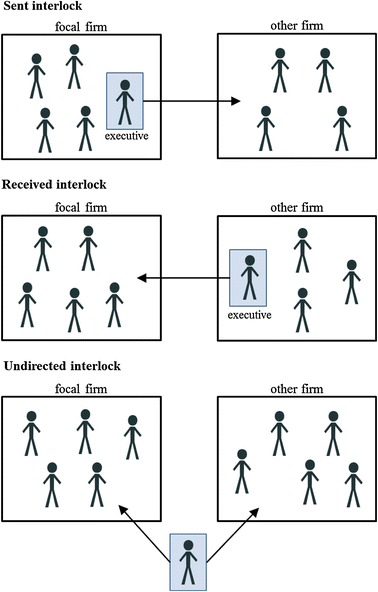 Sent interlock
focal firm
other firm
executive
Received interlock
focal firm
other firm
executive
Undirected interlock
focal firm
other firm